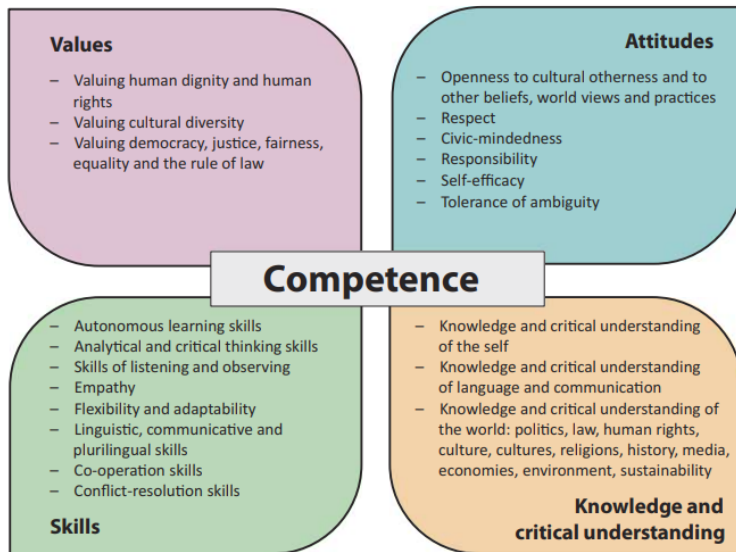 Values
– Valuing human dignity and human
rights
– Valuing cultural diversity
– Valuing democracy, justice, fairness,
equality and the rule of law
Attitudes
– Openness to cultural otherness and to
other beliefs, world views and practices
– Respect
– Civic-mindedness
– Responsibility
– Self-efficacy
– Tolerance of ambiguity
Competence
– Autonomous learning skills
– Analytical and critical thinking skills
– Skills of listening and observing
– Empathy
– Flexibility and adaptability
– Linguistic, communicative and
plurilingual skills
– Co-operation skills
– Conflict-resolution skills
Skills
– Knowledge and critical understanding
of the self
– Knowledge and critical understanding
of language and communication
– Knowledge and critical understanding of
the world: politics, law, human rights,
culture, cultures, religions, history, media,
economies, environment, sustainability
Knowledge and
critical understanding